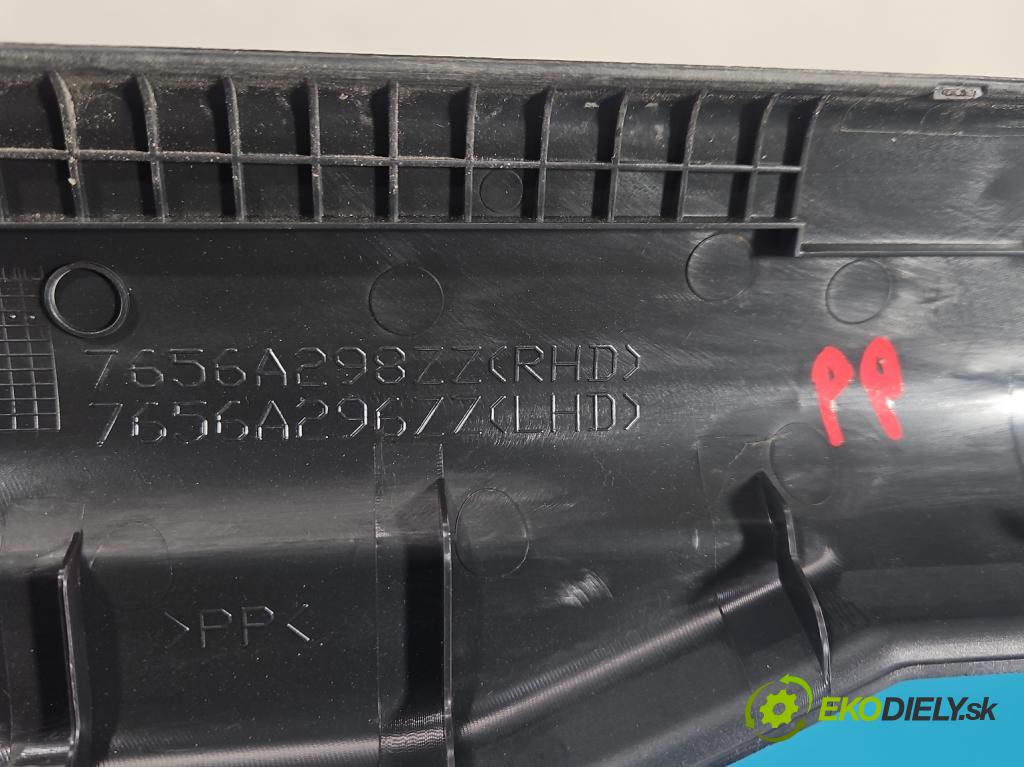 7656A298ZZ<RHD>
7656A296ZZ<LHD>
PP
>PP<
EKODIELY.sk